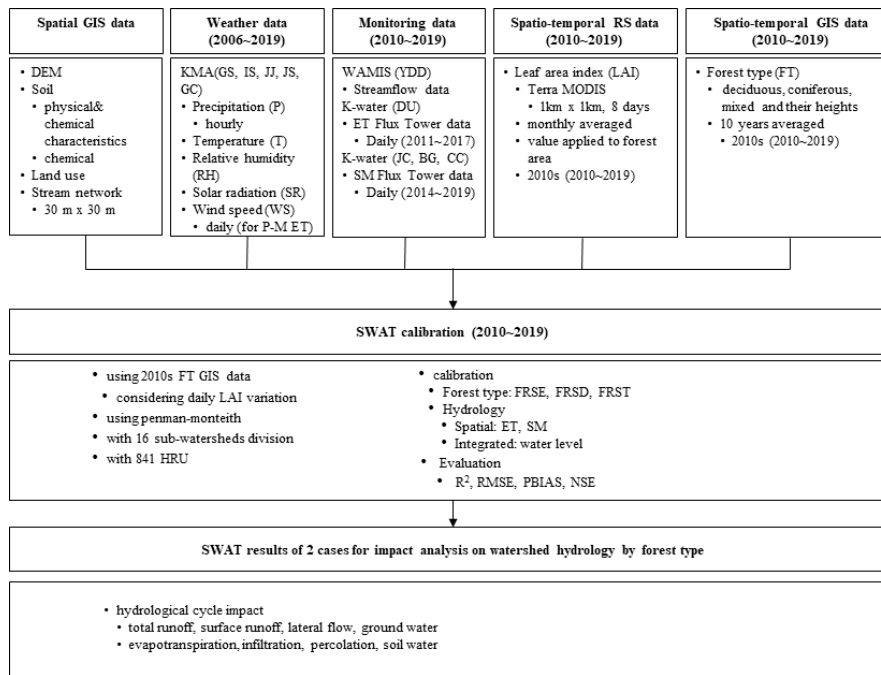 Spatial GIS data
• DEM
• Soil
• physical&
chemical
characteristics
• chemical
• Land use
• Stream network
• 30 m x 30 m
Weather data
(2006~2019)
KMA(GS, IS, JJ, JS,
GC)
• Precipitation (P)
• hourly
• Temperature (T)
• Relative humidity
(RH)
• Solar radiation (SR)
• Wind speed (WS)
• daily (for P-M ET)
Monitoring data
(2010~2019)
WAMIS (YDD)
• Streamflow data
K-water (DU)
• ET Flux Tower data
• Daily (2011~2017)
K-water (JC, BG, CC)
• SM Flux Tower data
• Daily (2014~2019)
Spatio-temporal RS data
(2010~2019)
• Leaf area index (LAI)
• Terra MODIS
• 1km x 1km, 8 days
• monthly averaged
• value applied to forest
area
• 2010s (2010~2019)
Spatio-temporal GIS data
(2010~2019)
• Forest type (FT)
• deciduous, coniferous,
mixed and their heights
• 10 years averaged
• 2010s (2010~2019)
SWAT calibration (2010~2019)
• using 2010s FT GIS data
• considering daily LAI variation
• using penman-monteith
• with 16 sub-watersheds division
• with 841 HRU
• calibration
• Forest type: FRSE, FRSD, FRST
• Hydrology
• Spatial: ET, SM
• Integrated: water level
• Evaluation
• R², RMSE, PBIAS, NSE
SWAT results of 2 cases for impact analysis on watershed hydrology by forest type
• hydrological cycle impact
• total runoff, surface runoff, lateral flow, ground water
• evapotranspiration, infiltration, percolation, soil water